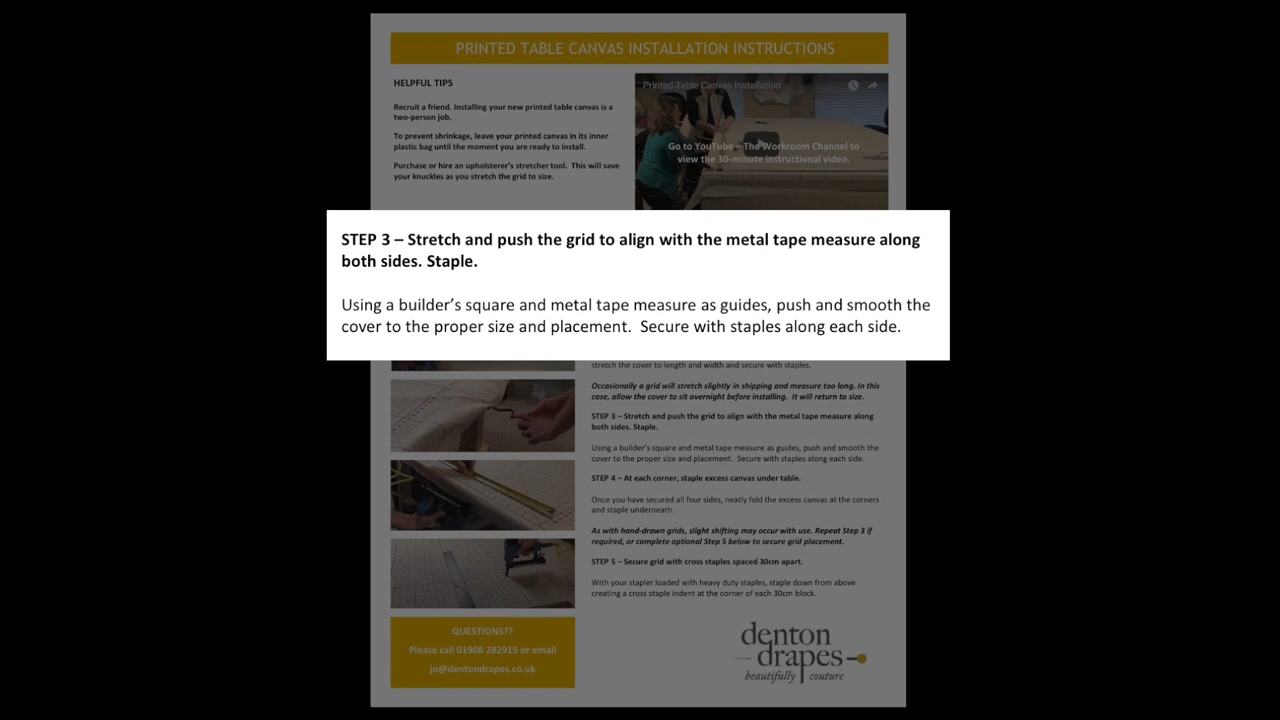 PRINTED TABLE CANVAS INSTALLATION INSTRUCTIONS
HELPFUL TIPS
Recruit a friend. Installing your new printed table canvas is a
two-person job.
To prevent shrinkage, leave your printed canvas in its inner
plastic bag until the moment you are ready to install.
Purchase or hire an upholsterer's stretcher tool.  This will save
your knuckles as you stretch the grid to size.
Printed Table Canvas Installation
Go to YouTube – The Workroom Channel to
view the 30-minute instructional video.
STEP 3 – Stretch and push the grid to align with the metal tape measure along
both sides. Staple.
Using a builder's square and metal tape measure as guides, push and smooth the
cover to the proper size and placement.  Secure with staples along each side.
stretch the cover to length and width and secure with staples.
Occasionally a grid will stretch slightly in shipping and measure too long. In this
case, allow the cover to sit overnight before installing.  It will return to size.
STEP 3 – Stretch and push the grid to align with the metal tape measure along
both sides. Staple.
Using a builder's square and metal tape measure as guides, push and smooth the
cover to the proper size and placement.  Secure with staples along each side.
STEP 4 – At each corner, staple excess canvas under table.
Once you have secured all four sides, neatly fold the excess canvas at the corners
and staple underneath.
As with hand-drawn grids, slight shifting may occur with use. Repeat Step 3 if
required, or complete optional Step 5 below to secure grid placement.
STEP 5 – Secure grid with cross staples spaced 30cm apart.
With your stapler loaded with heavy duty staples, staple down from above
creating a cross staple indent at the corner of each 30cm block.
QUESTIONS??
Please call 01908 282915 or email
jo@dentondrapes.co.uk
denton
drapes
beautifully couture